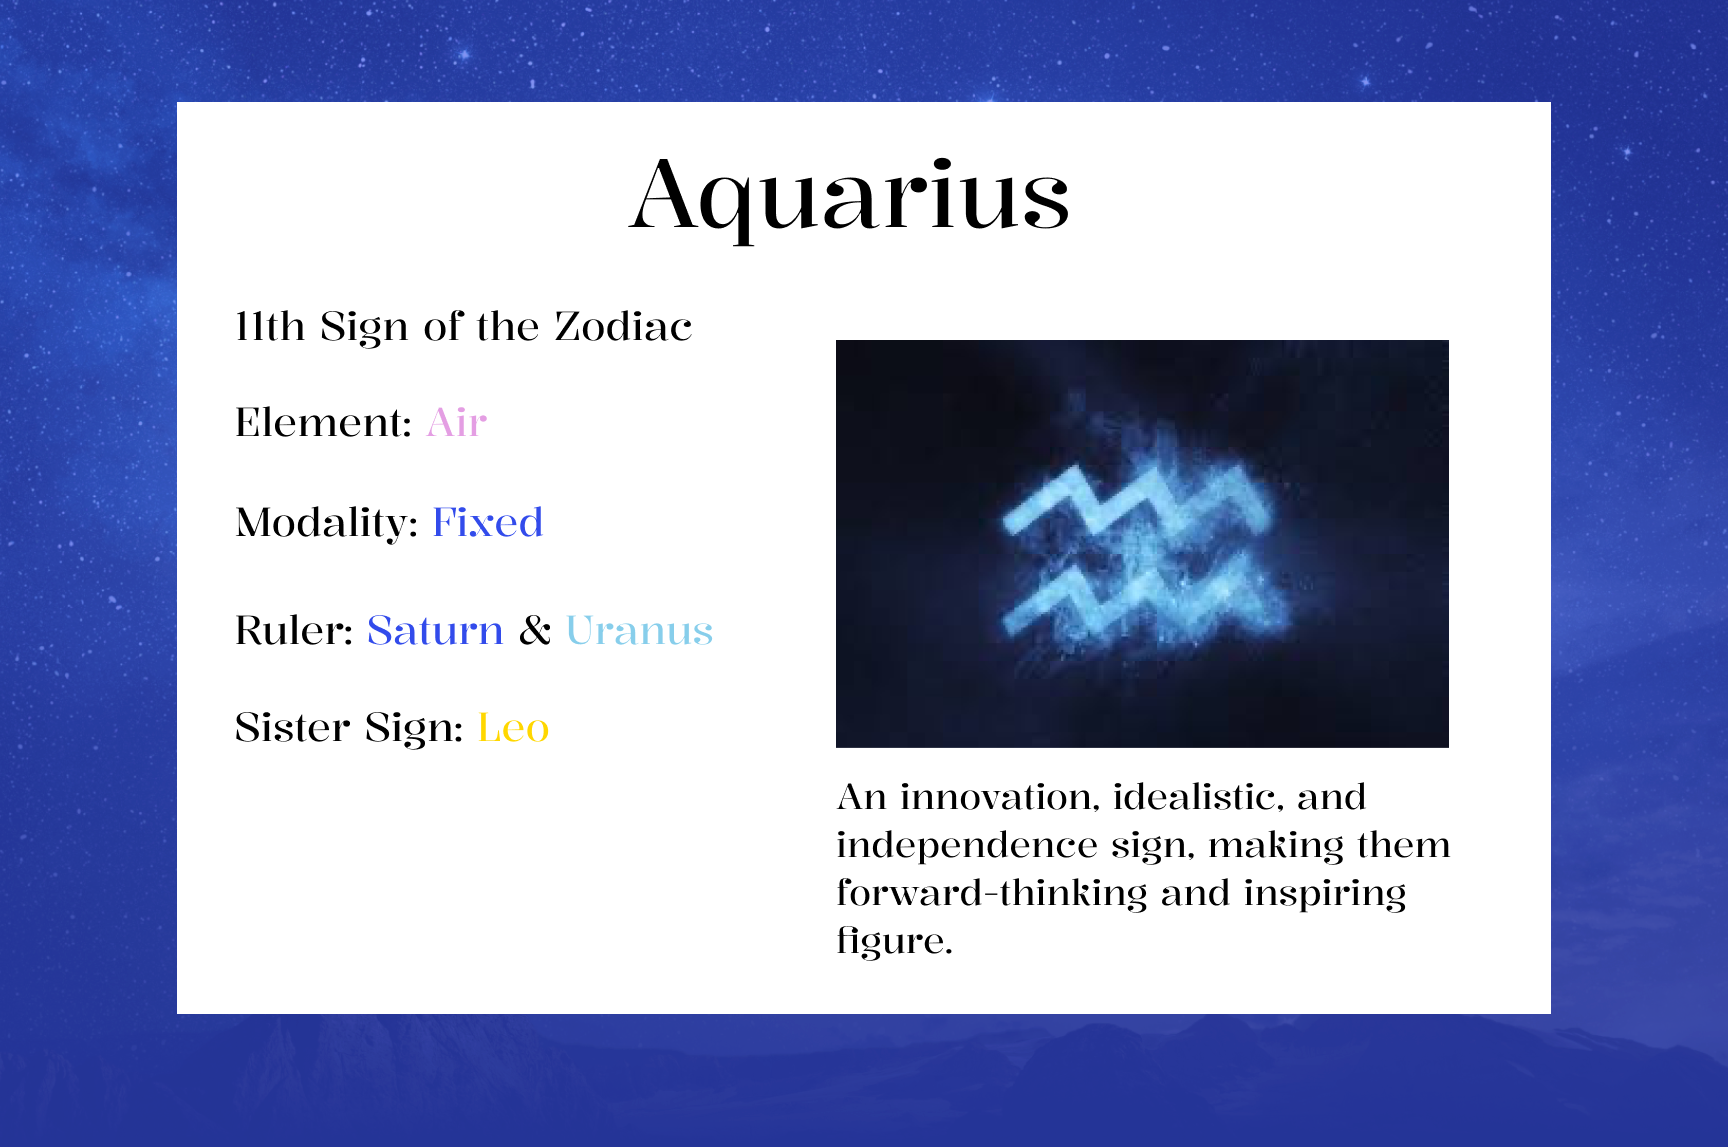 Aquarius
11th Sign of the Zodiac
Element: Air
Modality: Fixed
Ruler: Saturn & Uranus
Sister Sign: Leo
An innovation, idealistic, and
independence sign, making them
forward-thinking and inspiring
figure.